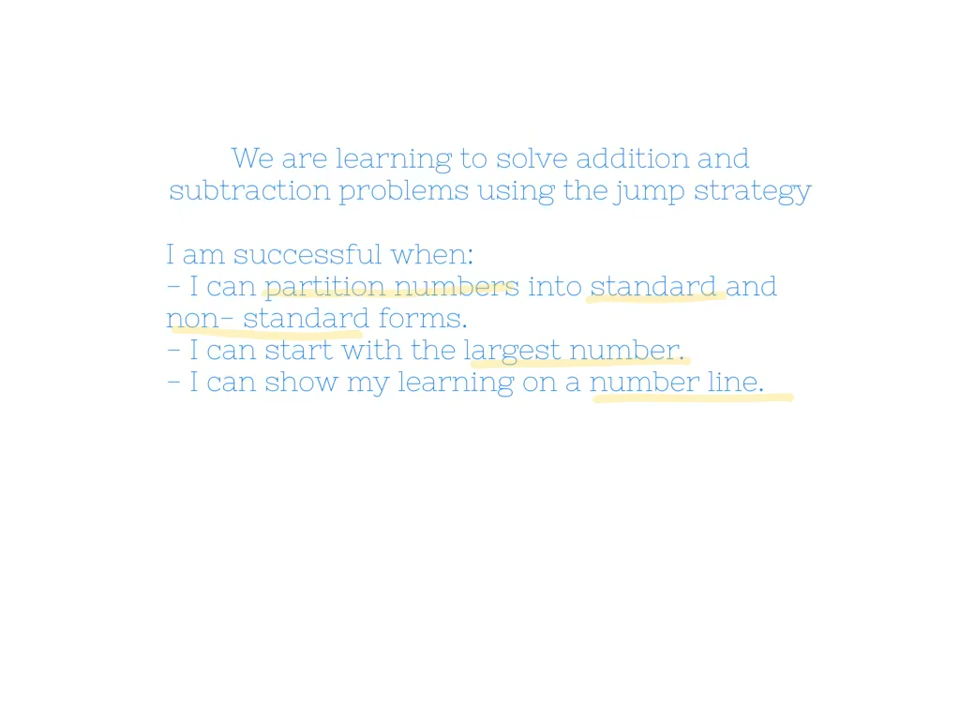 We are learning to solve addition and
subtraction problems using the jump strategy
I am successful when:
- I can partition numbers into standard and
non- standard forms.
- I can start with the largest number.
- I can show my learning on a number line.